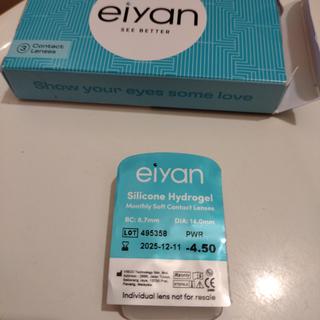 eiyan
SEE BETTER
3 Contact Lenses
Show your eyes some love
eiyan
Silicone Hydrogel
Monthly Soft Contact Lenses
BC: 8.7mm DIA: 14.0mm
LOT 495358 PWR
2025-12-11 -4.50
Individual lens not for resale